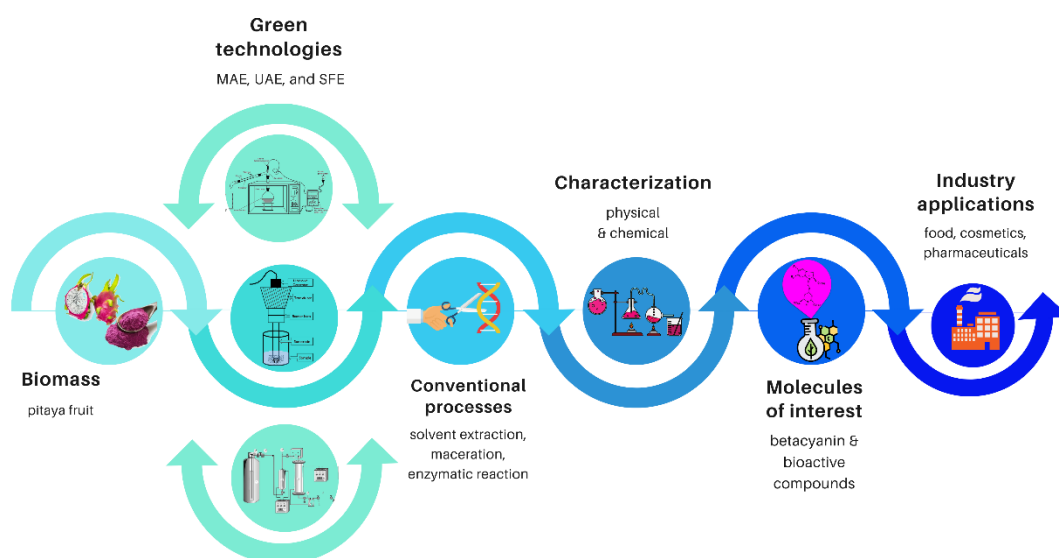 Green
technologies
MAE, UAE, and SFE
Biomass
pitaya fruit
Conventional
processes
solvent extraction,
maceration,
enzymatic reaction
Characterization
physical
& chemical
Molecules
of interest
betacyanin &
bioactive
compounds
Industry
applications
food, cosmetics,
pharmaceuticals